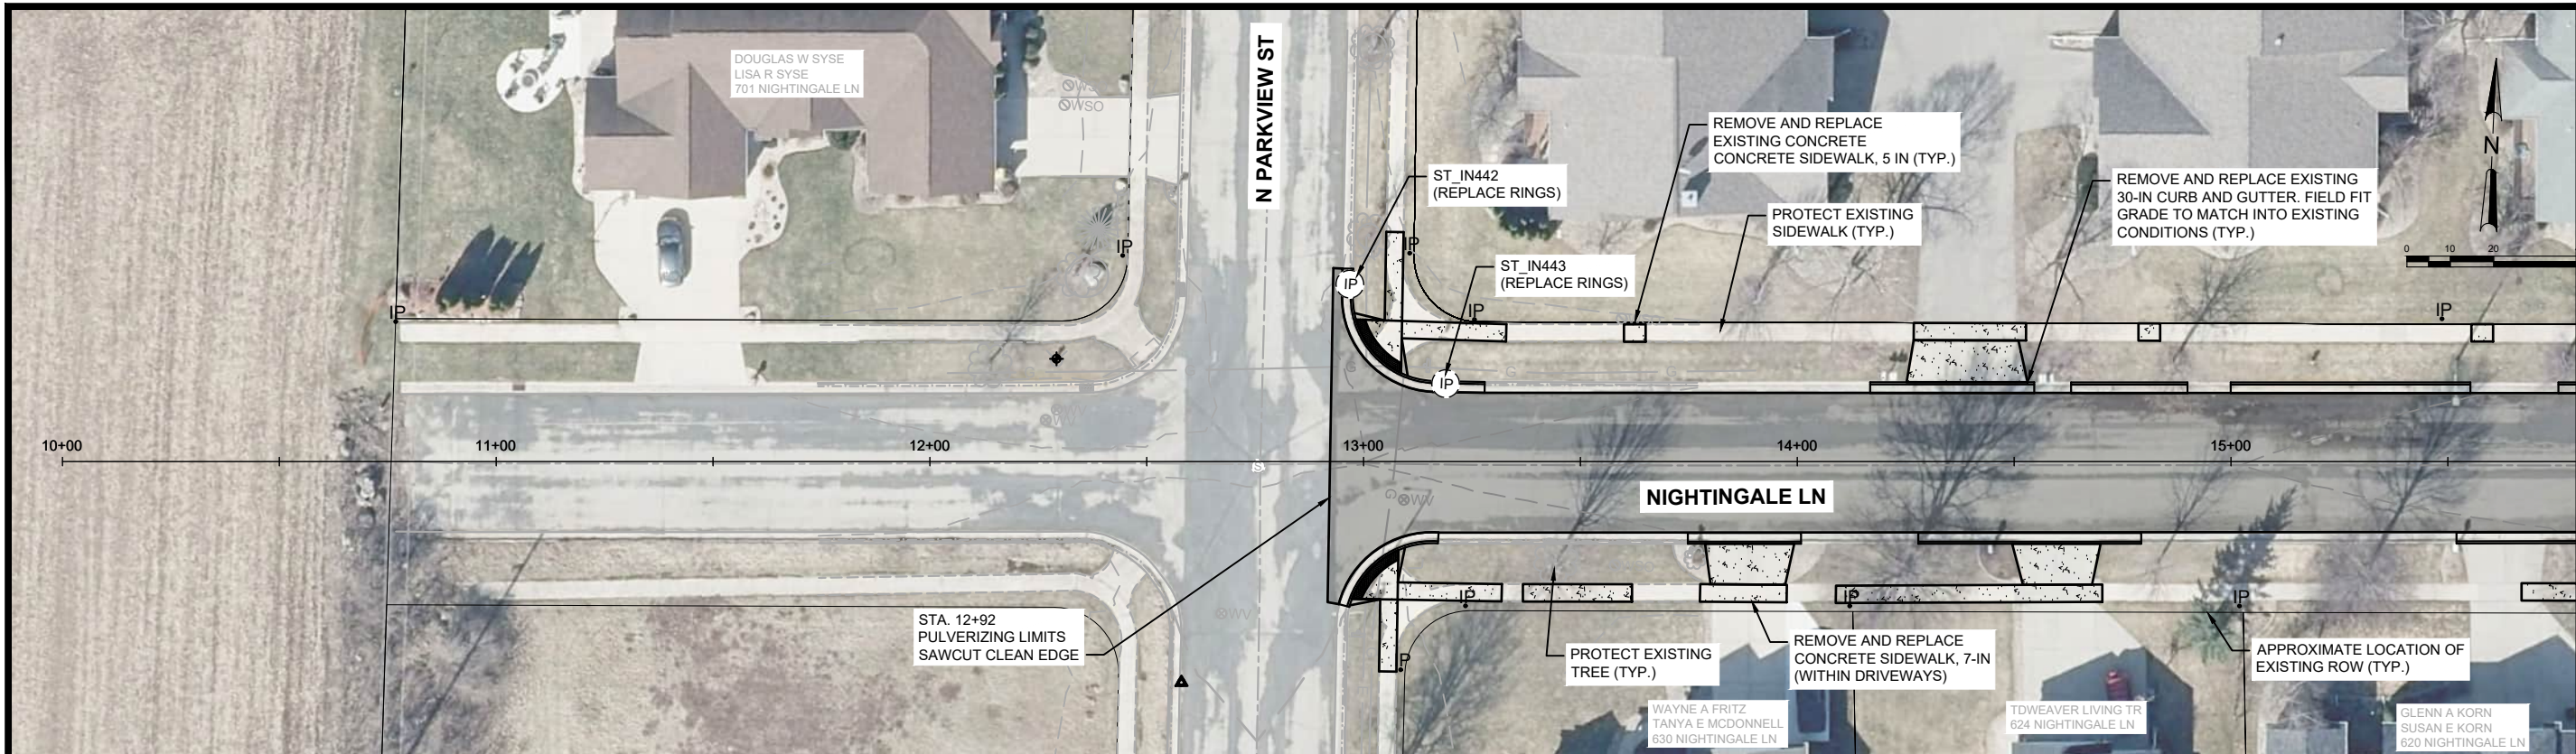 DOUGLAS W SYSE
LISA R SYSE
701 NIGHTINGALE LN
WSO
N PARKVIEW ST
REMOVE AND REPLACE
EXISTING CONCRETE
CONCRETE SIDEWALK, 5 IN (TYP.)
ST_IN442
(REPLACE RINGS)
PROTECT EXISTING
SIDEWALK (TYP.)
REMOVE AND REPLACE EXISTING
30-IN CURB AND GUTTER. FIELD FIT
GRADE TO MATCH INTO EXISTING
CONDITIONS (TYP.)
N
0 10 20
ST_IN443
(REPLACE RINGS)
IP
IP
IP
IP
IP
IP
IP
G
G
WV
10+00
11+00
12+00
13+00
14+00
15+00
S
G
WV
NIGHTINGALE LN
IP
IP
IP
WV
P
STA. 12+92
PULVERIZING LIMITS
SAWCUT CLEAN EDGE
PROTECT EXISTING
TREE (TYP.)
REMOVE AND REPLACE
CONCRETE SIDEWALK, 7-IN
(WITHIN DRIVEWAYS)
APPROXIMATE LOCATION OF
EXISTING ROW (TYP.)
WAYNE A FRITZ
TANYA E MCDONNELL
630 NIGHTINGALE LN
TDWEAVER LIVING TR
624 NIGHTINGALE LN
GLENN A KORN
SUSAN E KORN
620 NIGHTINGALE LN